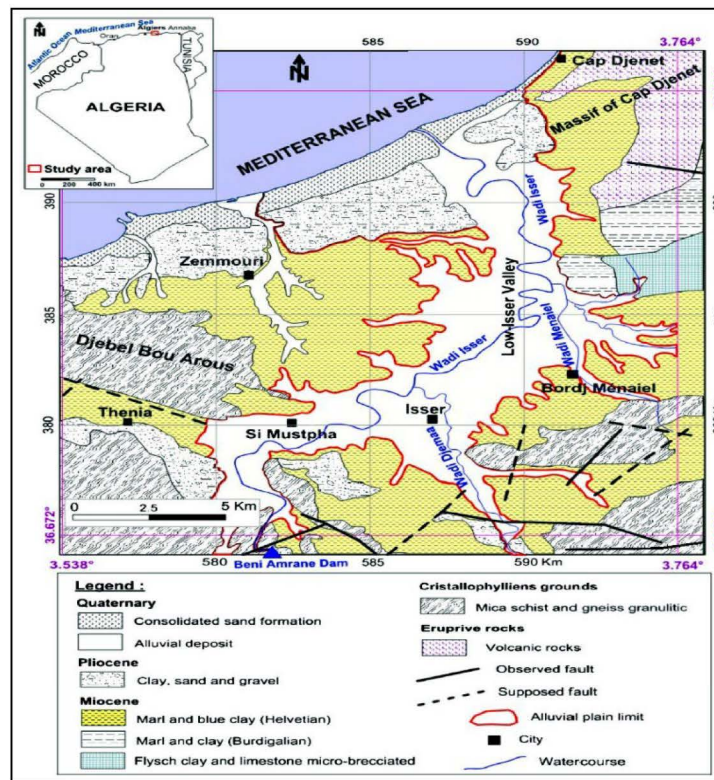 Atlantic Ocean
Mediterranean Sea
Algiers
Annaba
Oran
MOROCCO
TUNISIA
ALGERIA
Study area
0 200 400 km
N
585
590
3.764°
Cap Djenet
Massif of Cap Djenet
MEDITERRANEAN SEA
Wadi Isser
390
Zemmouri
Low-Isser Valley
385
Wadi Menaiel
Djebel Bou Arous
Wadi Isser
Bordj Menaiel
Thenia
Isser
380
Si Mustpha
Wadi Djemaa
0 2.5 5 Km
36.672°
3.538°
580
585
590 Km
3.764°
Beni Amrane Dam
Legend :
Quaternary
Consolidated sand formation
Alluvial deposit
Pliocene
Clay, sand and gravel
Miocene
Marl and blue clay (Helvetian)
Marl and clay (Burdigalian)
Flysch clay and limestone micro-brecciated
Cristallophylliens grounds
Mica schist and gneiss granulitic
Eruprive rocks
Volcanic rocks
Observed fault
Supposed fault
Alluvial plain limit
City
Watercourse